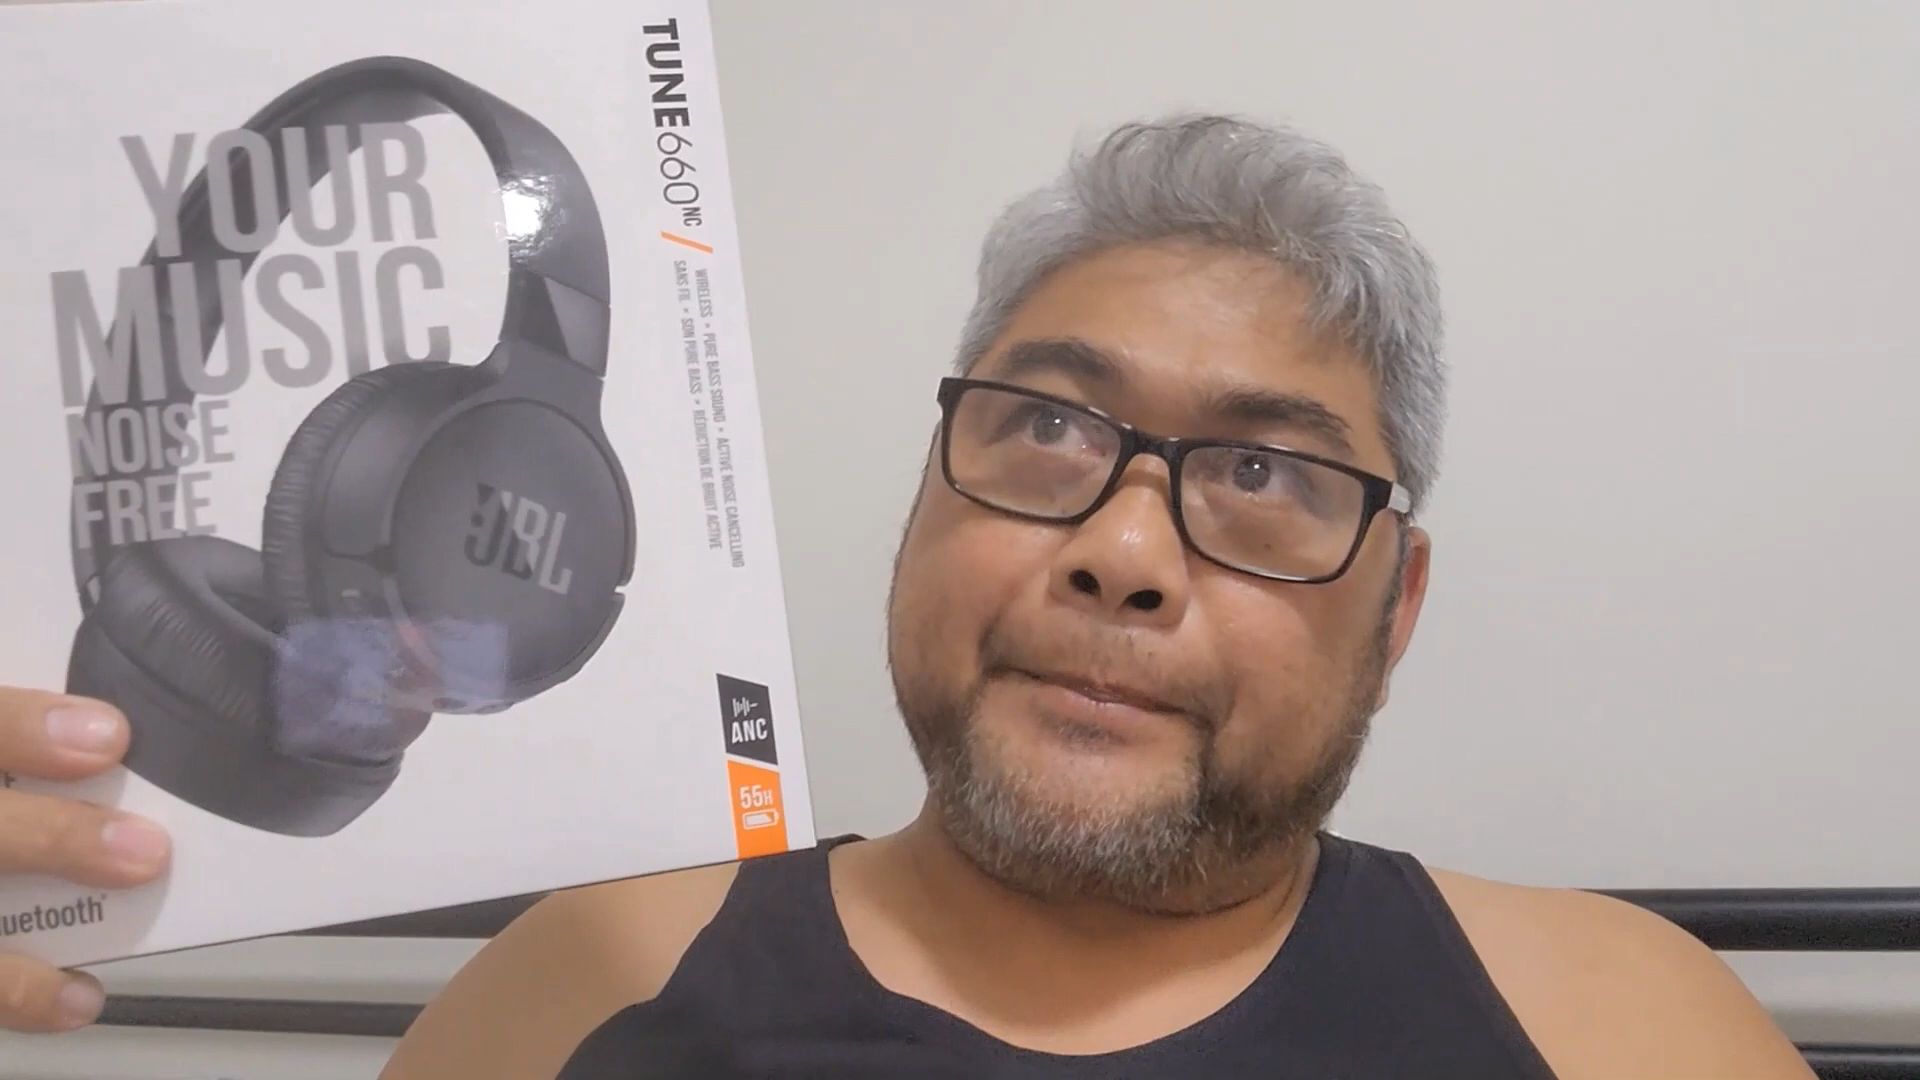 YOUR
MUSIC
NOISE
FREE
JBL
TUNE660NC
WIRELESS • PURE BASS SOUND • ACTIVE NOISE CANCELLING
SANS FIL • SON PURE BASS • RÉDUCTION DE BRUIT ACTIVE
ANC
55H
luetooth®